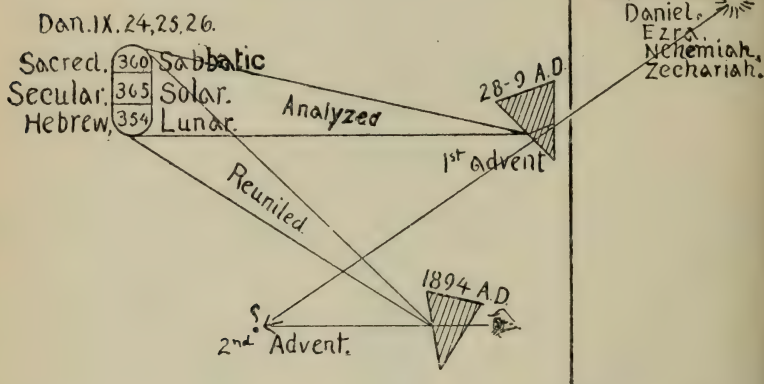 Dan. IX. 24, 25, 26.
Sacred. 360 Sabbatic
Secular. 365 Solar.
Hebrew, 354 Lunar.
Analyzed
Reuniled.
28-9 A.D.
1st advent
1894 A.D.
?
2nd Advent.
Daniel.
Ezra.
Nehemiah.
Zechariah.